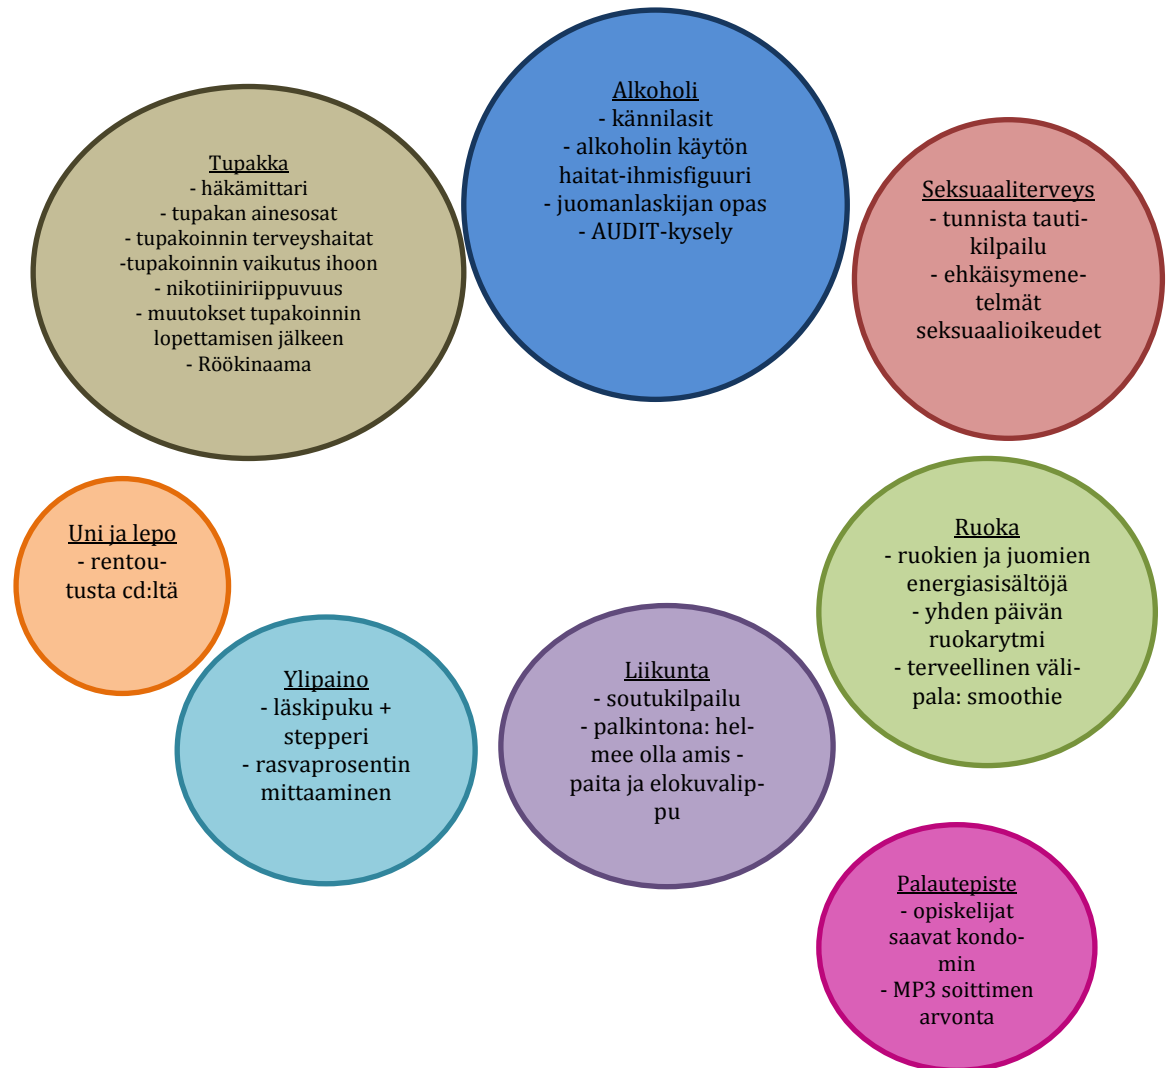 Tupakka
- häkämittari
- tupakan ainesosat
- tupakoinnin terveyshaitat
-tupakoinnin vaikutus ihoon
- nikotiiniriippuvuus
- muutokset tupakoinnin
lopettamisen jälkeen
- Röökinaama
Alkoholi
- kännilasit
- alkoholin käytön
haitat-ihmisfiguuri
- juomanlaskijan opas
- AUDIT-kysely
Seksuaaliterveys
- tunnista tauti-
kilpailu
- ehkäisymene-
telmät
seksuaalioikeudet
Uni ja lepo
- rentou-
tusta cd:ltä
Ylipaino
- läskipuku +
stepperi
- rasvaprosentin
mittaaminen
Liikunta
- soutukilpailu
- palkintona: hel-
mee olla amis -
paita ja elokuvalip-
pu
Ruoka
- ruokien ja juomien
energiasisältöjä
- yhden päivän
ruokarytmi
- terveellinen väli-
pala: smoothie
Palautepiste
- opiskelijat
saavat kondo-
min
- MP3 soittimen
arvonta